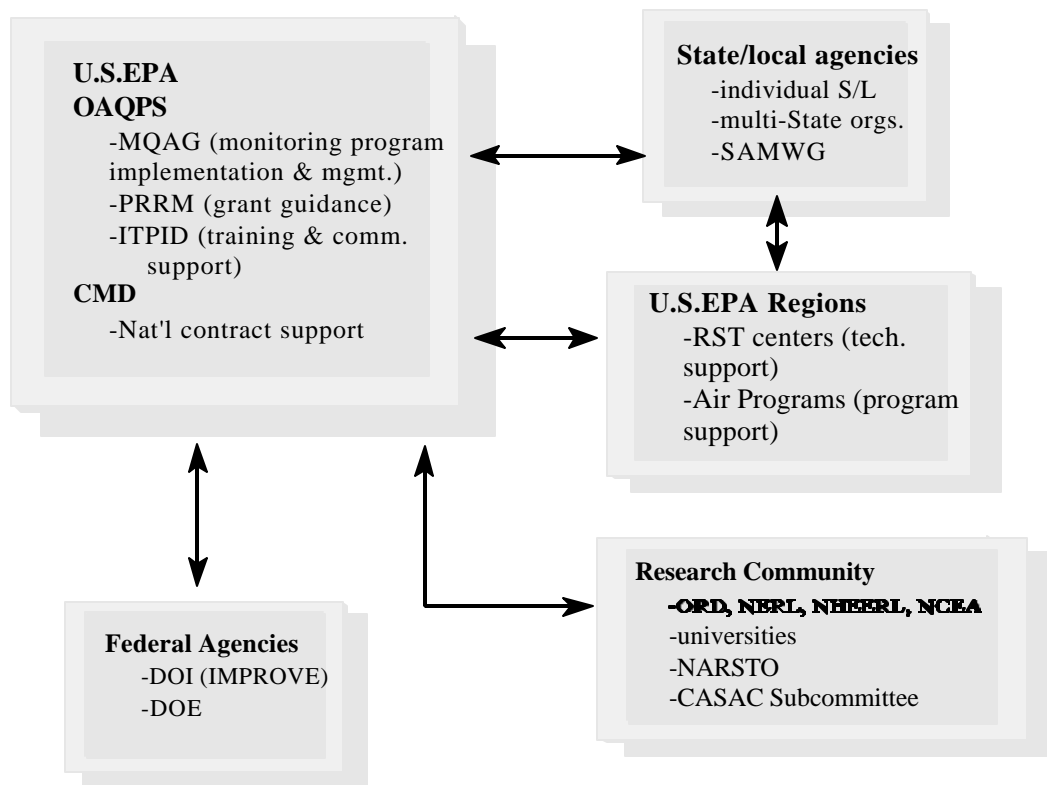 U.S.EPA
OAQPS
-MQAG (monitoring program
implementation & mgmt.)
-PRRM (grant guidance)
-ITPID (training & comm.
support)
CMD
-Nat'l contract support
State/local agencies
-individual S/L
-multi-State orgs.
-SAMWG
U.S.EPA Regions
-RST centers (tech.
support)
-Air Programs (program
support)
Federal Agencies
-DOI (IMPROVE)
-DOE
Research Community
-ORD, NERL, NHEERL, NCEA
-universities
-NARSTO
-CASAC Subcommittee